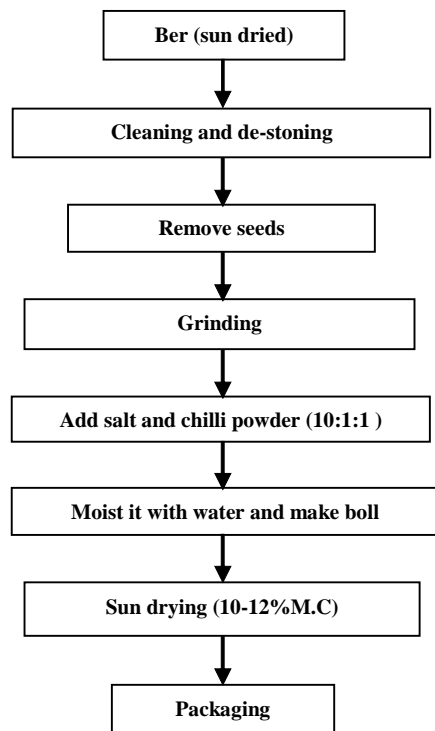 Ber (sun dried)
Cleaning and de-stoning
Remove seeds
Grinding
Add salt and chilli powder (10:1:1 )
Moist it with water and make boll
Sun drying (10-12%M.C)
Packaging